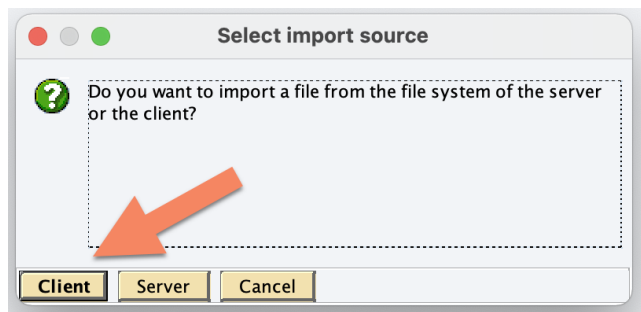 Select import source
Do you want to import a file from the file system of the server
or the client?
Client
Server
Cancel